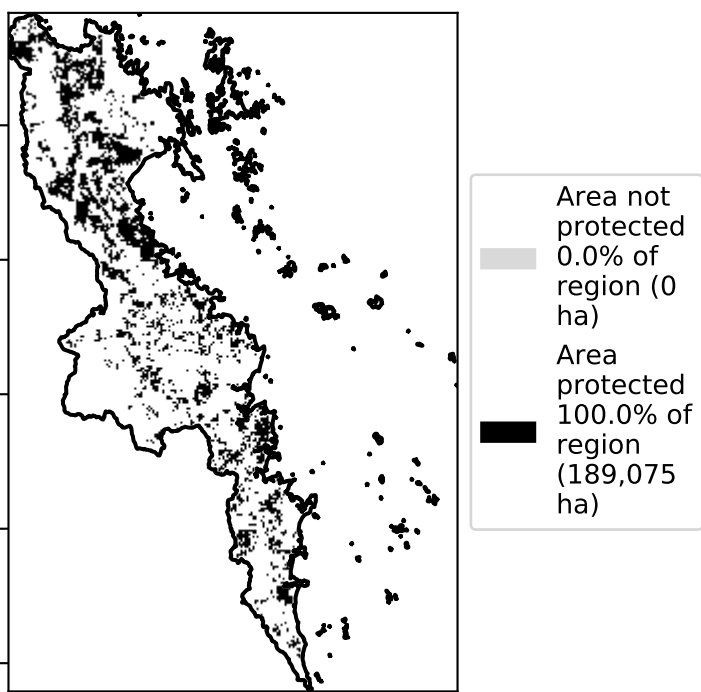 Area not
protected
0.0% of
region (0
ha)
Area
protected
100.0% of
region
(189,075
ha)